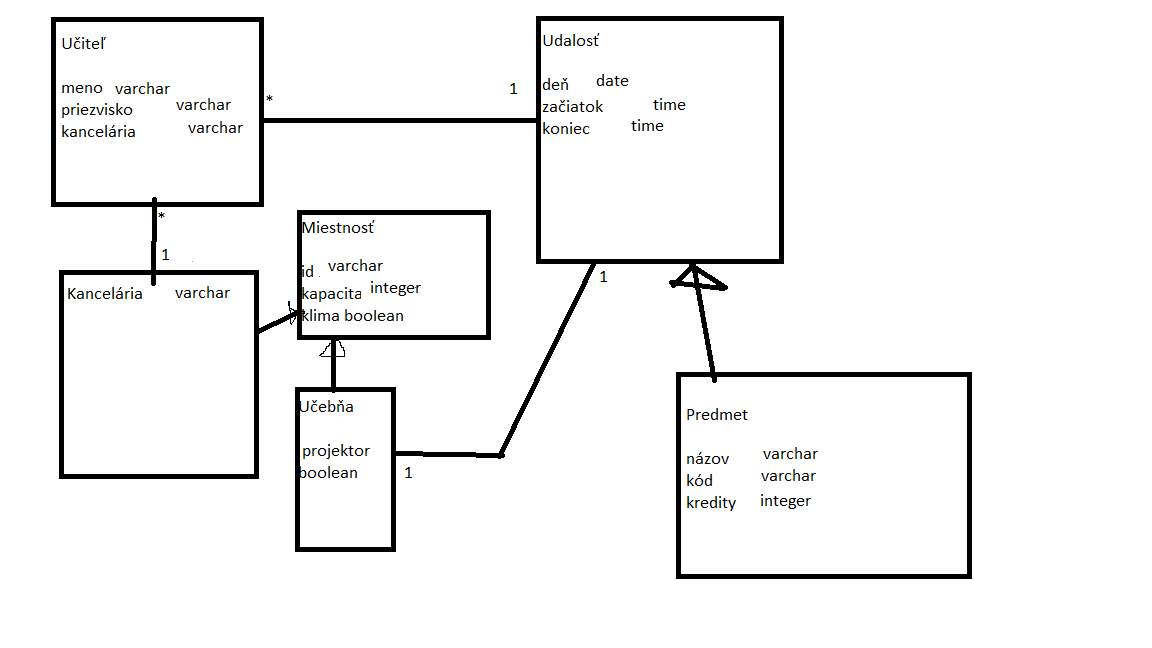 Učiteľ
meno varchar
priezvisko varchar
kancelária varchar
*
1
Udalosť
deň date
začiatok time
koniec time
*
1
Kancelária varchar
Miestnosť
id varchar
kapacita integer
klima boolean
1
Učebňa
projektor
boolean
1
Predmet
názov varchar
kód varchar
kredity integer